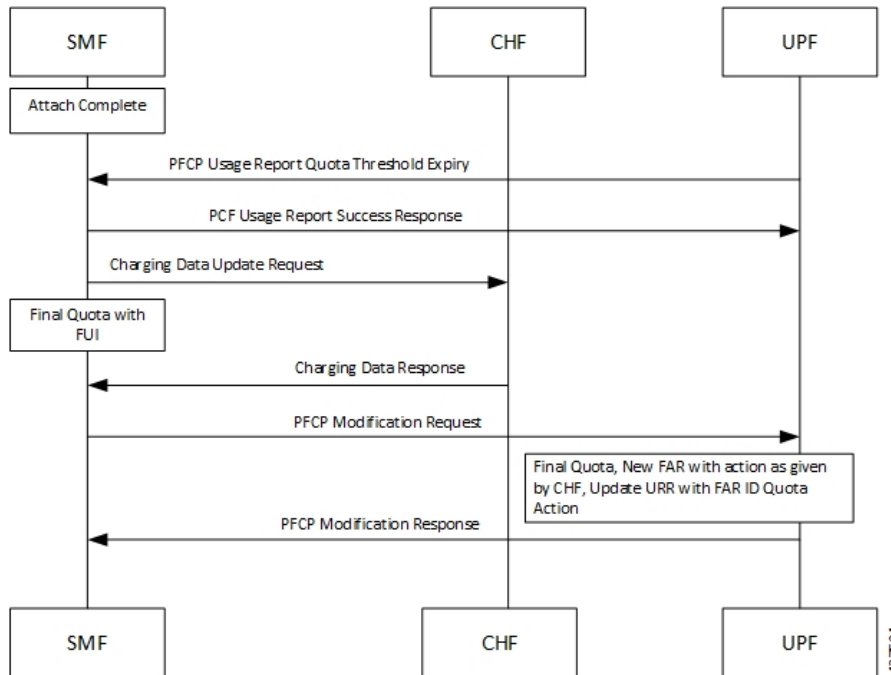 SMF
CHF
UPF
Attach Complete
PFCP Usage Report Quota Threshold Expiry
PCF Usage Report Success Response
Charging Data Update Request
Final Quota with
FUI
Charging Data Response
PFCP Modification Request
Final Quota, New FAR with action as given
by CHF, Update URR with FAR ID Quota
Action
PFCP Modification Response
SMF
CHF
UPF